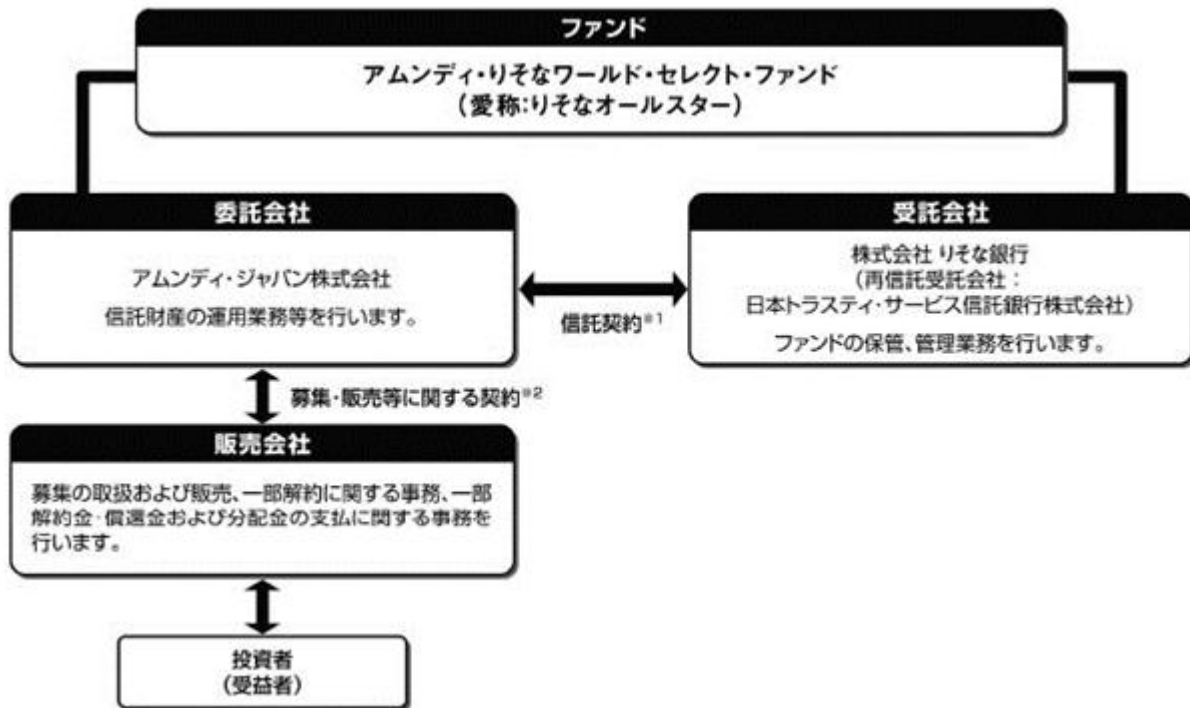 ファンド
アムンディ・りそなワールド・セレクト・ファンド
(愛称:りそなオールスター)
委託会社
アムンディ・ジャパン株式会社
信託財産の運用業務等を行います。
信託契約※1
受託会社
株式会社 りそな銀行
(再信託受託会社：
日本トラスティ・サービス信託銀行株式会社)
ファンドの保管、管理業務を行います。
募集・販売等に関する契約※2
販売会社
募集の取扱および販売、一部解約に関する事務、一部
解約金・償還金および分配金の支払に関する事務を
行います。
投資者
(受益者)